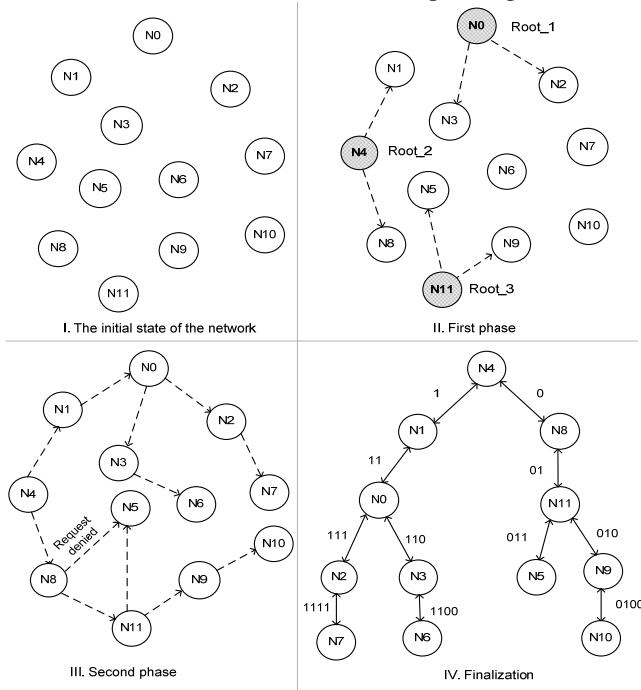 N0
N1
N2
N3
N4
N7
N5
N6
N8
N9
N10
N11
I. The initial state of the network
N0 Root_1
N1
N2
N3
N4 Root_2
N7
N5
N6
N8
N9
N10
N11 Root_3
II. First phase
N0
N1
N2
N3
N4
N5
N6
N7
Request
denied
N8
N9
N10
N11
III. Second phase
N4
1
0
N1
N8
11
01
N0
N11
111
110
011
010
N2
N3
N5
N9
1111
1100
0100
N7
N6
N10
IV. Finalization